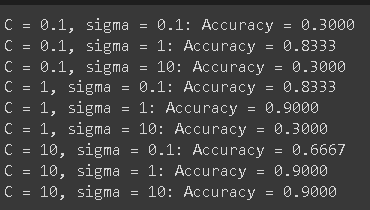 C = 0.1, sigma = 0.1: Accuracy = 0.3000
C = 0.1, sigma = 1: Accuracy = 0.8333
C = 0.1, sigma = 10: Accuracy = 0.3000
C = 1, sigma = 0.1: Accuracy = 0.8333
C = 1, sigma = 1: Accuracy = 0.9000
C = 1, sigma = 10: Accuracy = 0.3000
C = 10, sigma = 0.1: Accuracy = 0.6667
C = 10, sigma = 1: Accuracy = 0.9000
C = 10, sigma = 10: Accuracy = 0.9000